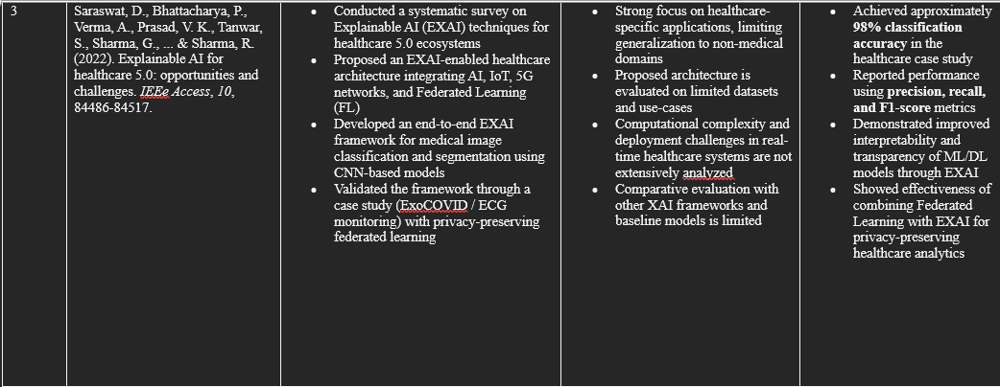 3
Saraswat, D., Bhattacharya, P.,
Verma, A., Prasad, V. K., Tanwar,
S., Sharma, G., ... & Sharma, R.
(2022). Explainable AI for
healthcare 5.0: opportunities and
challenges. IEEe Access, 10,
84486-84517.
• Conducted a systematic survey on
Explainable AI (EXAI) techniques for
healthcare 5.0 ecosystems
• Proposed an EXAI-enabled healthcare
architecture integrating AI, IoT, 5G
networks, and Federated Learning
(FL)
• Developed an end-to-end EXAI
framework for medical image
classification and segmentation using
CNN-based models
• Validated the framework through a
case study (ExoCOVID / ECG
monitoring) with privacy-preserving
federated learning
• Strong focus on healthcare-
specific applications, limiting
generalization to non-medical
domains
• Proposed architecture is
evaluated on limited datasets
and use-cases
• Computational complexity and
deployment challenges in real-
time healthcare systems are not
extensively analyzed
• Comparative evaluation with
other XAI frameworks and
baseline models is limited
• Achieved approximately
98% classification
accuracy in the
healthcare case study
• Reported performance
using precision, recall,
and F1-score metrics
• Demonstrated improved
interpretability and
transparency of ML/DL
models through EXAI
• Showed effectiveness of
combining Federated
Learning with EXAI for
privacy-preserving
healthcare analytics